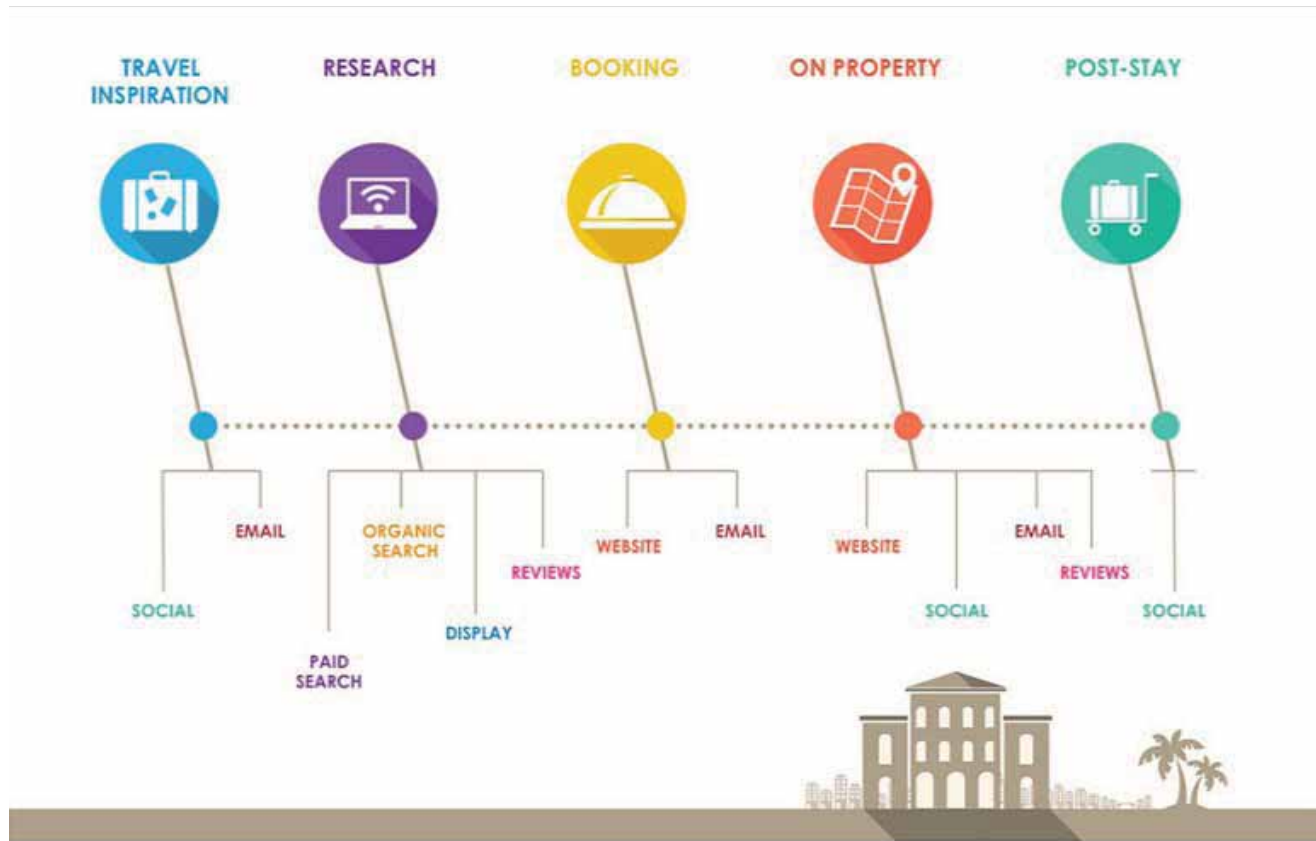 TRAVEL
INSPIRATION
RESEARCH
BOOKING
ON PROPERTY
POST-STAY
SOCIAL
EMAIL
PAID
SEARCH
ORGANIC
SEARCH
DISPLAY
REVIEWS
WEBSITE
EMAIL
WEBSITE
SOCIAL
EMAIL
REVIEWS
SOCIAL